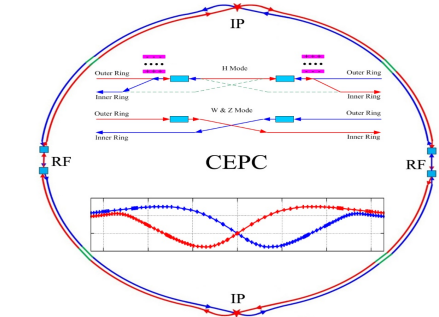 IP
H Mode
Outer Ring
Outer Ring
Inner Ring
Inner Ring
W & Z Mode
Outer Ring
Outer Ring
Inner Ring
Inner Ring
RF
CEPC
RF
IP